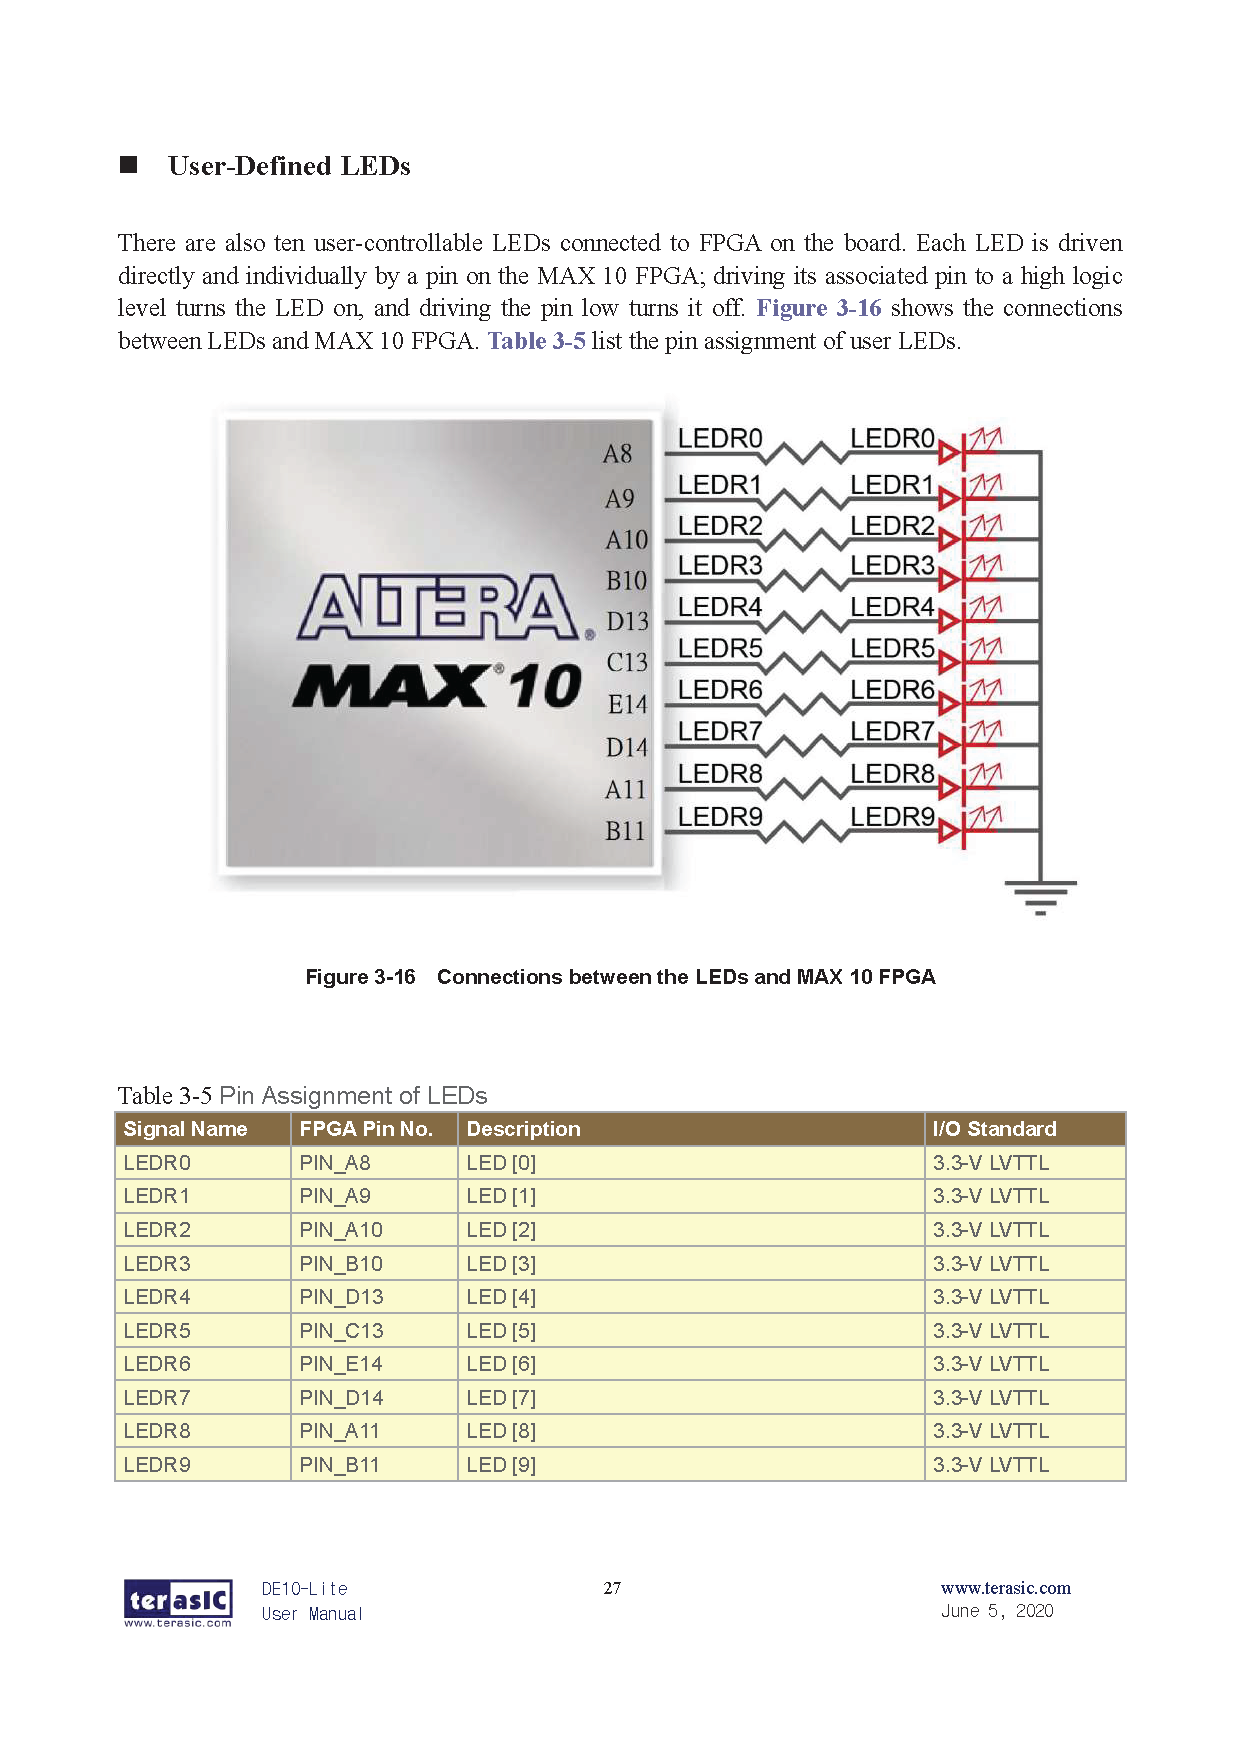 ■ User-Defined LEDs
There are also ten user-controllable LEDs connected to FPGA on the board. Each LED is driven
directly and individually by a pin on the MAX 10 FPGA; driving its associated pin to a high logic
level turns the LED on, and driving the pin low turns it off. Figure 3-16 shows the connections
between LEDs and MAX 10 FPGA. Table 3-5 list the pin assignment of user LEDs.
ALTERA®
MAX®10
A8 LEDR0 LEDR0
A9 LEDR1 LEDR1
A10 LEDR2 LEDR2
B10 LEDR3 LEDR3
D13 LEDR4 LEDR4
C13 LEDR5 LEDR5
E14 LEDR6 LEDR6
D14 LEDR7 LEDR7
A11 LEDR8 LEDR8
B11 LEDR9 LEDR9
Figure 3-16 Connections between the LEDs and MAX 10 FPGA
Table 3-5 Pin Assignment of LEDs
Signal Name FPGA Pin No. Description I/O Standard
LEDR0 PIN_A8 LED [0] 3.3-V LVTTL
LEDR1 PIN_A9 LED [1] 3.3-V LVTTL
LEDR2 PIN_A10 LED [2] 3.3-V LVTTL
LEDR3 PIN_B10 LED [3] 3.3-V LVTTL
LEDR4 PIN_D13 LED [4] 3.3-V LVTTL
LEDR5 PIN_C13 LED [5] 3.3-V LVTTL
LEDR6 PIN_E14 LED [6] 3.3-V LVTTL
LEDR7 PIN_D14 LED [7] 3.3-V LVTTL
LEDR8 PIN_A11 LED [8] 3.3-V LVTTL
LEDR9 PIN_B11 LED [9] 3.3-V LVTTL
terasIC
www.terasic.com
DE10-Lite
User Manual
27
www.terasic.com
June 5, 2020